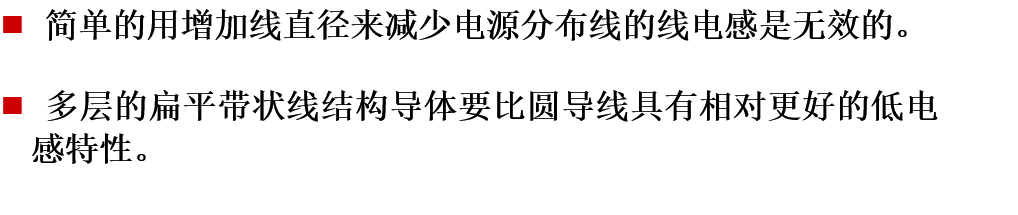 简单的用增加线直径来减少电源分布线的线电感是无效的。
多层的扁平带状线结构导体要比圆导线具有相对更好的低电
感特性。